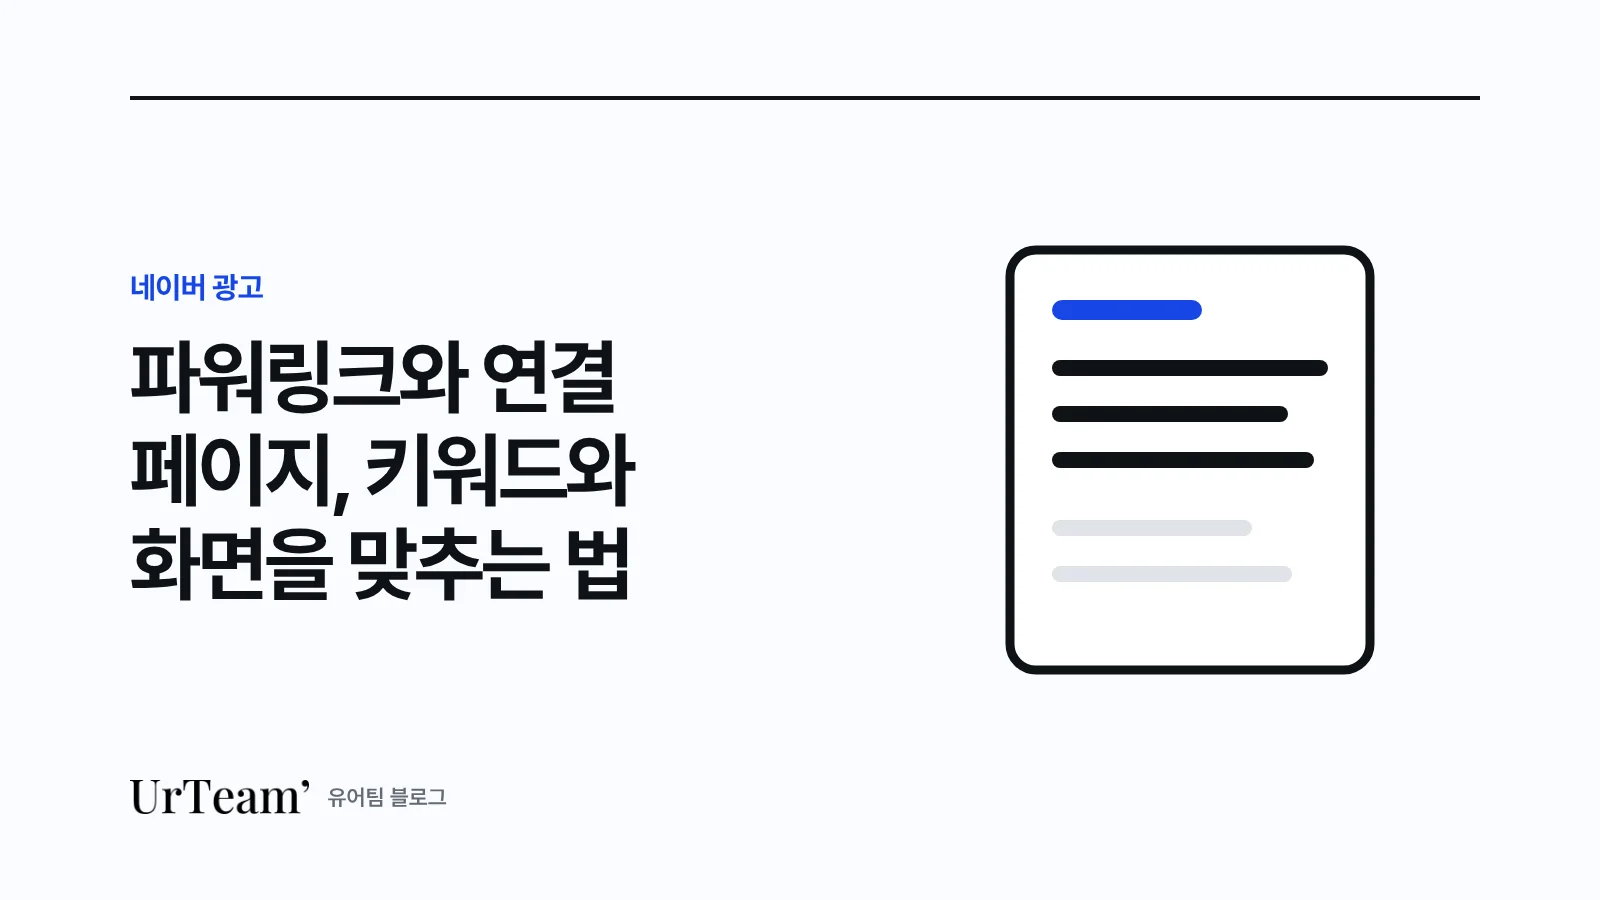 네이버 광고
파워링크와 연결
페이지, 키워드와
화면을 맞추는 법
UrTeam’ 유어팀 블로그